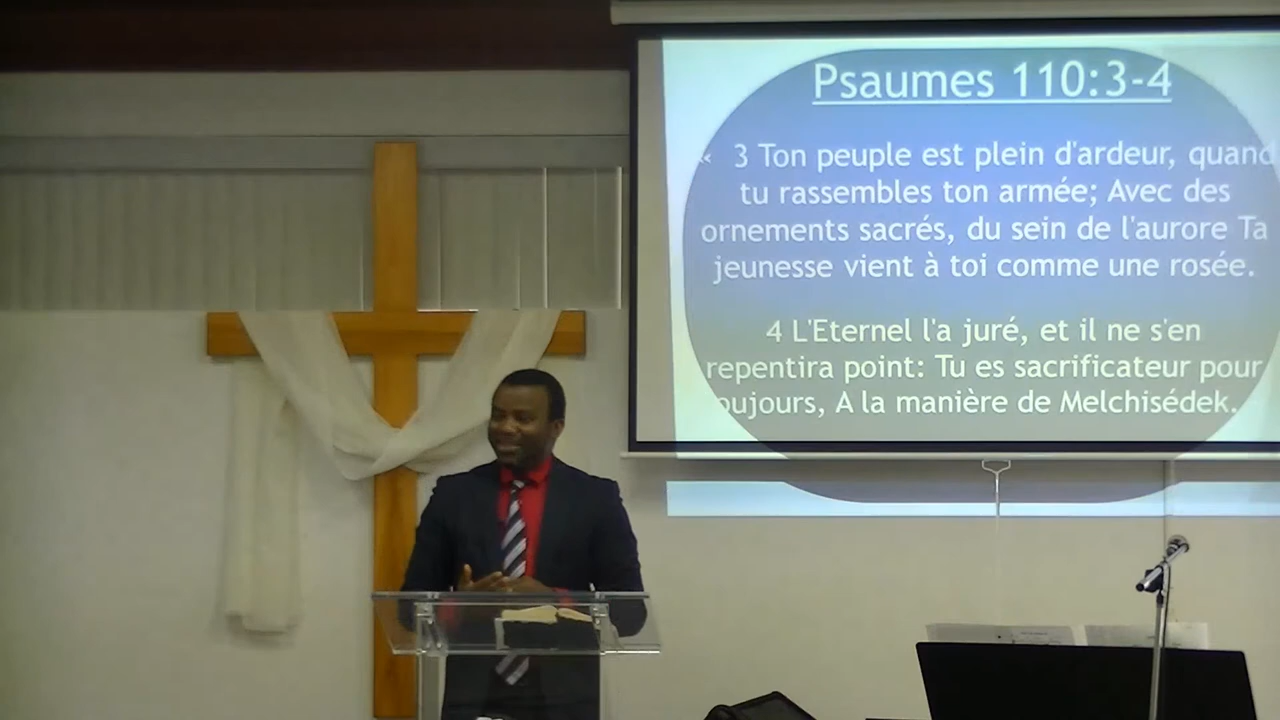 Psaumes 110:3-4
« 3 Ton peuple est plein d'ardeur, quand
tu rassembles ton armée; Avec des
ornements sacrés, du sein de l'aurore Ta
jeunesse vient à toi comme une rosée.
4 L'Eternel l'a juré, et il ne s'en
repentira point: Tu es sacrificateur pour
oujours, A la manière de Melchisédek.